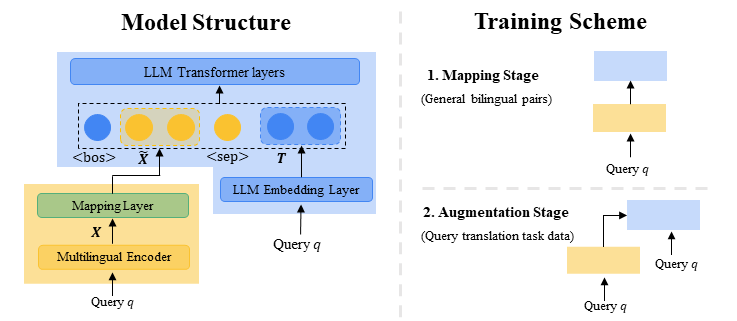 Model Structure
LLM Transformer layers
<bos> X̃ <sep> T
Mapping Layer
LLM Embedding Layer
X
Multilingual Encoder
Query q
Query q
Training Scheme
1. Mapping Stage
(General bilingual pairs)
Query q
2. Augmentation Stage
(Query translation task data)
Query q
Query q